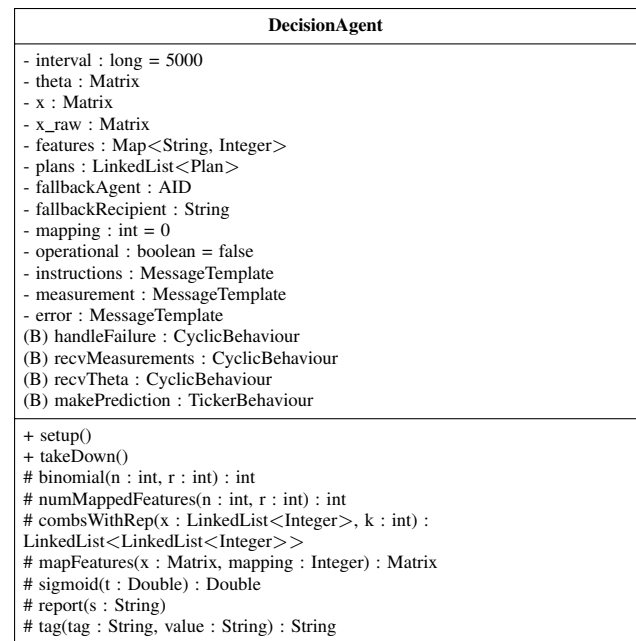 DecisionAgent
- interval : long = 5000
- theta : Matrix
- x : Matrix
- x_raw : Matrix
- features : Map<String, Integer>
- plans : LinkedList<Plan>
- fallbackAgent : AID
- fallbackRecipient : String
- mapping : int = 0
- operational : boolean = false
- instructions : MessageTemplate
- measurement : MessageTemplate
- error : MessageTemplate
(B) handleFailure : CyclicBehaviour
(B) recvMeasurements : CyclicBehaviour
(B) recvTheta : CyclicBehaviour
(B) makePrediction : TickerBehaviour
+ setup()
+ takeDown()
# binomial(n : int, r : int) : int
# numMappedFeatures(n : int, r : int) : int
# combsWithRep(x : LinkedList<Integer>, k : int) :
LinkedList<LinkedList<Integer>>
# mapFeatures(x : Matrix, mapping : Integer) : Matrix
# sigmoid(t : Double) : Double
# report(s : String)
# tag(tag : String, value : String) : String